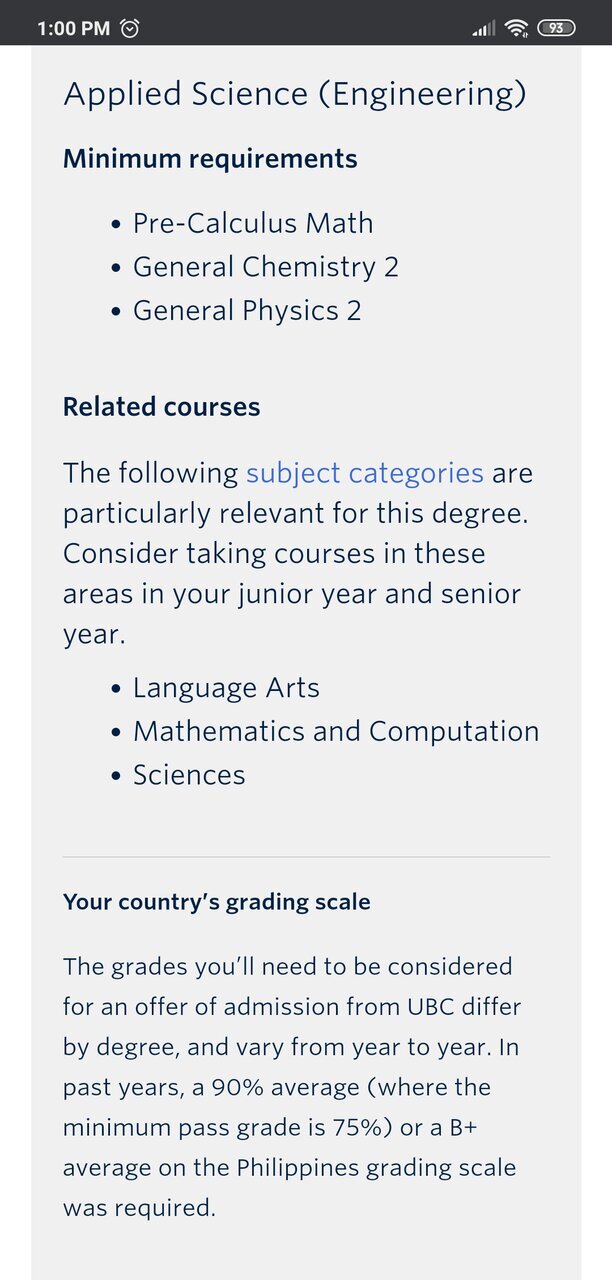 1:00 PM
93
Applied Science (Engineering)
Minimum requirements
• Pre-Calculus Math
• General Chemistry 2
• General Physics 2
Related courses
The following subject categories are
particularly relevant for this degree.
Consider taking courses in these
areas in your junior year and senior
year.
• Language Arts
• Mathematics and Computation
• Sciences
Your country’s grading scale
The grades you’ll need to be considered
for an offer of admission from UBC differ
by degree, and vary from year to year. In
past years, a 90% average (where the
minimum pass grade is 75%) or a B+
average on the Philippines grading scale
was required.